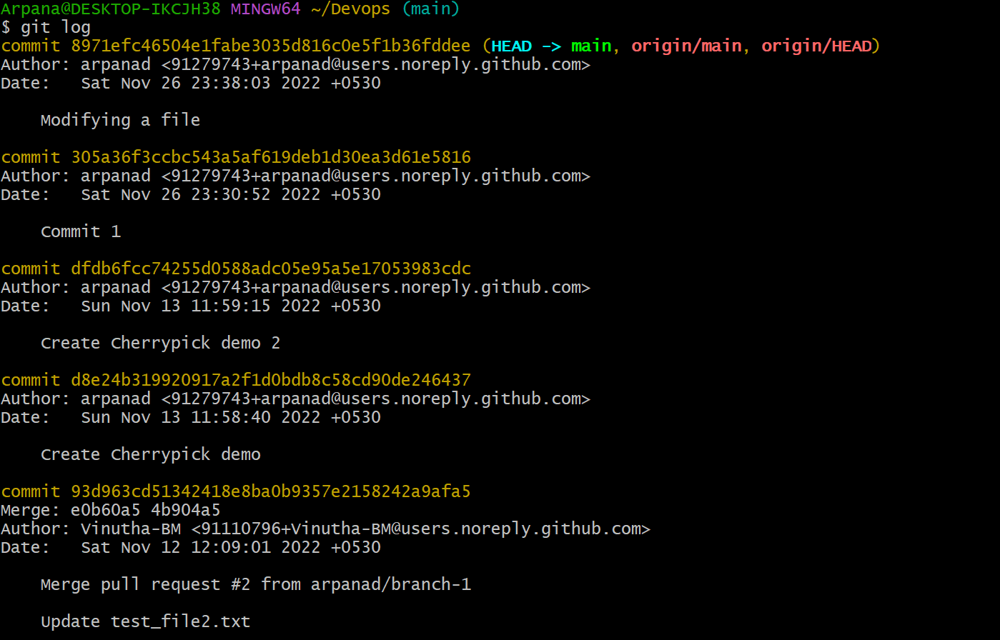 Arpana@DESKTOP-IKCJH38 MINGW64 ~/Devops (main)
$ git log
commit 8971efc46504e1fabe3035d816c0e5f1b36fddee (HEAD -> main, origin/main, origin/HEAD)
Author: arpanad <91279743+arpanad@users.noreply.github.com>
Date:   Sat Nov 26 23:38:03 2022 +0530

    Modifying a file

commit 305a36f3ccbc543a5af619deb1d30ea3d61e5816
Author: arpanad <91279743+arpanad@users.noreply.github.com>
Date:   Sat Nov 26 23:30:52 2022 +0530

    Commit 1

commit dfdb6fcc74255d0588adc05e95a5e17053983cdc
Author: arpanad <91279743+arpanad@users.noreply.github.com>
Date:   Sun Nov 13 11:59:15 2022 +0530

    Create Cherrypick demo 2

commit d8e24b319920917a2f1d0bdb8c58cd90de246437
Author: arpanad <91279743+arpanad@users.noreply.github.com>
Date:   Sun Nov 13 11:58:40 2022 +0530

    Create Cherrypick demo

commit 93d963cd51342418e8ba0b9357e2158242a9afa5
Merge: e0b60a5 4b904a5
Author: Vinutha-BM <91110796+Vinutha-BM@users.noreply.github.com>
Date:   Sat Nov 12 12:09:01 2022 +0530

    Merge pull request #2 from arpanad/branch-1

    Update test_file2.txt